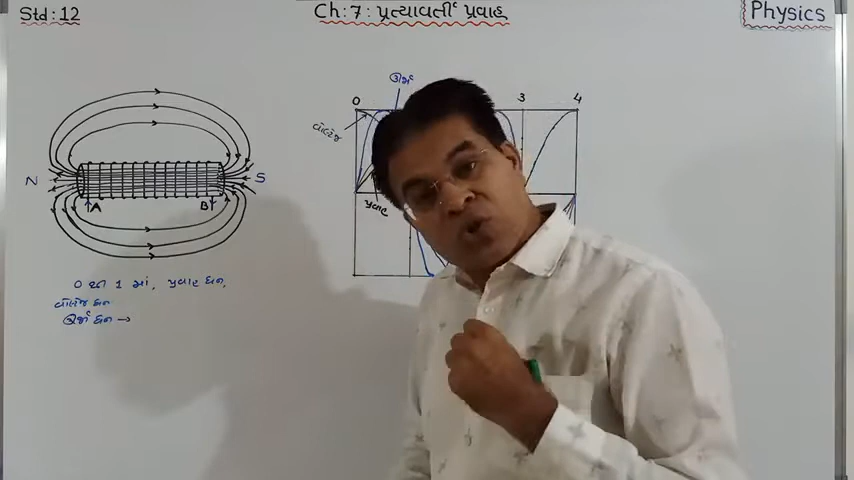 Std:12
Ch:7: પ્રત્યાવર્તી પ્રવાહ
Physics
ઊર્જા
0
3
4
વોલ્ટેજ
N
S
A
B
પ્રવાહ
0 થી 1 માં, પ્રવાહ ધન,
વોલ્ટેજ ધન
ઊર્જા ધન →